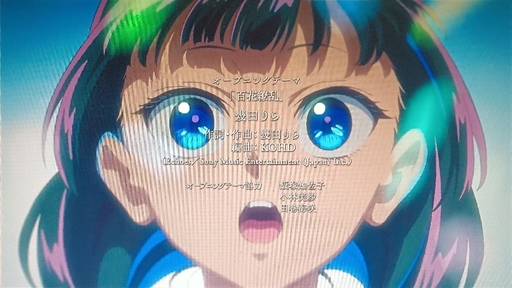 オープニングテーマ
「百花繚乱」
幾田りら
作詞・作曲：幾田りら
編曲：KOHD
(Echoes／Sony Music Entertainment (Japan) Inc.)
オープニングテーマ協力